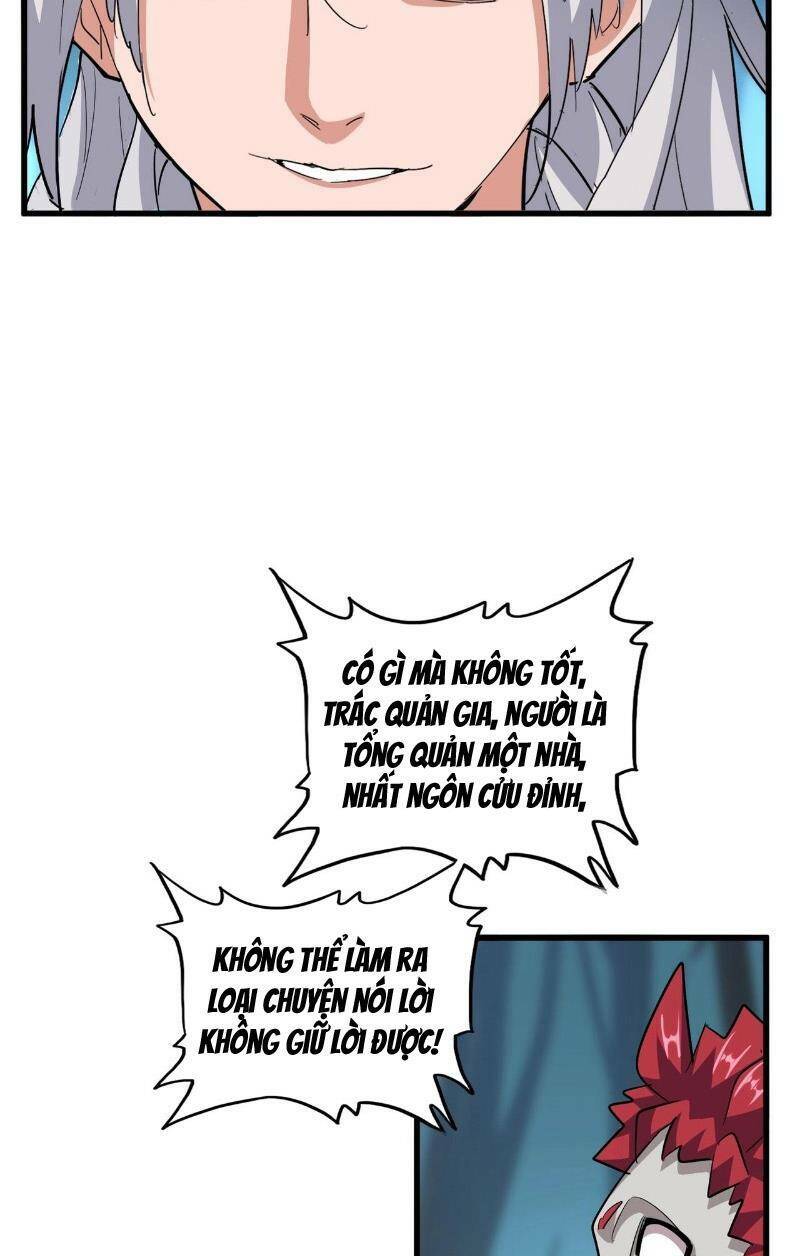 CÓ GÌ MÀ KHÔNG TỐT,
TRÁC QUẢN GIA, NGƯỜI LÀ
TỔNG QUẢN MỘT NHÀ,
NHẤT NGÔN CỬU ĐỈNH,
KHÔNG THỂ LÀM RA
LOẠI CHUYỆN NÓI LỜI
KHÔNG GIỮ LỜI ĐƯỢC!